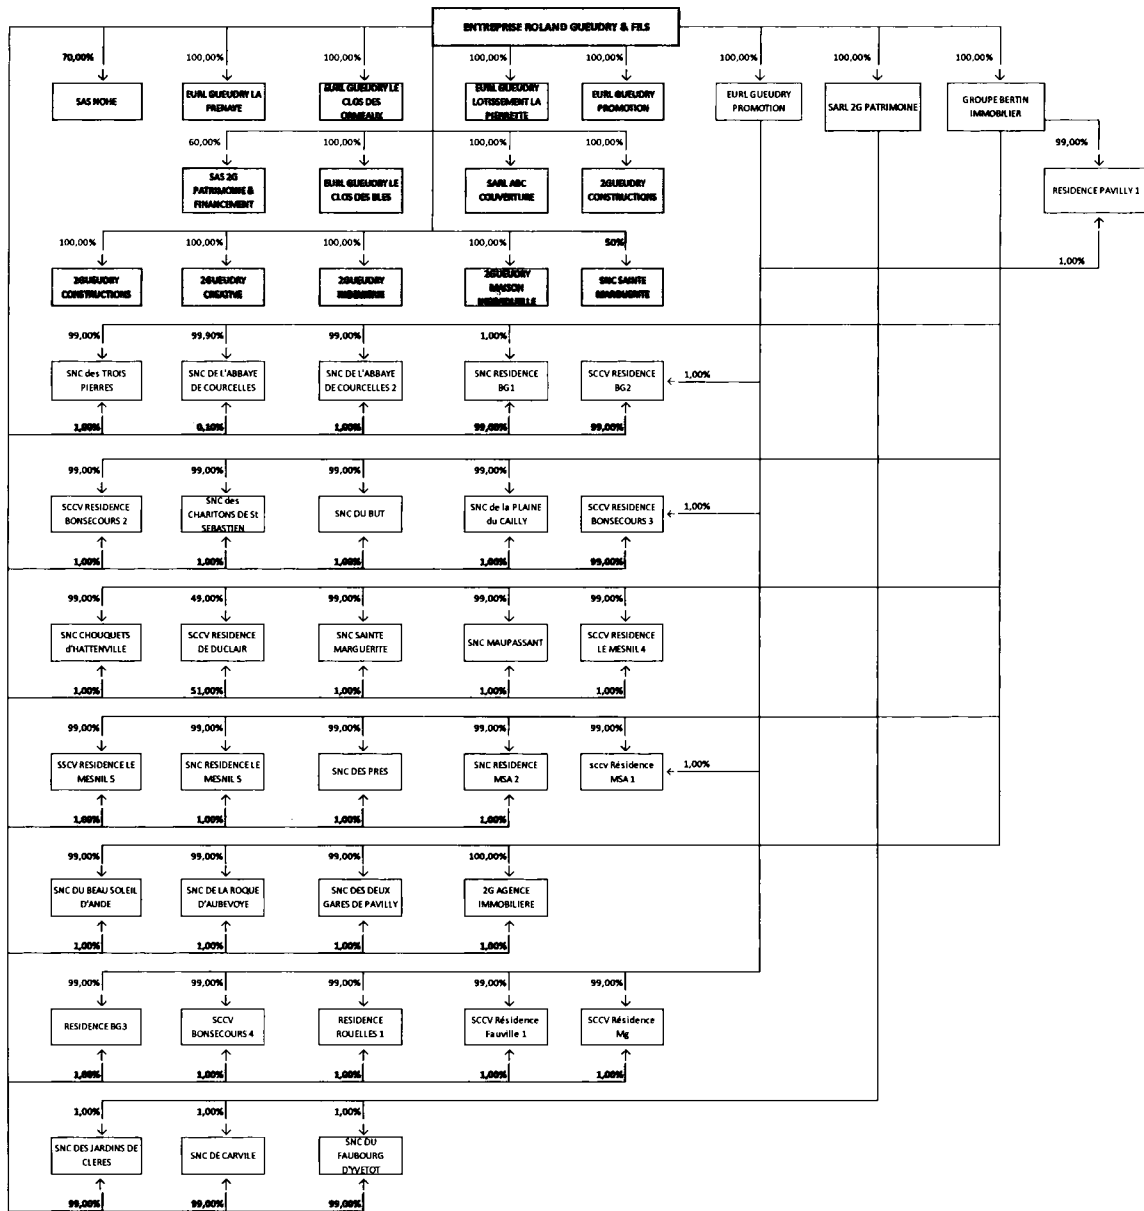 ENTREPRISE ROLAND GUEUDRY & FILS
70,00%
100,00%
100,00%
100,00%
100,00%
100,00%
100,00%
100,00%
SAS NOHE
EURL GUEUDRY LA
FRENAYE
EURL GUEUDRY LE
CLOS DES
ORMEAUX
EURL GUEUDRY
LOTISSEMENT LA
PIERRETTE
EURL GUEUDRY
PROMOTION
EURL GUEUDRY
PROMOTION
SARL 2G PATRIMOINE
GROUPE BERTIN
IMMOBILIER
99,00%
60,00%
100,00%
100,00%
100,00%
SAS 2G
PATRIMOINE &
FINANCEMENT
EURL GUEUDRY LE
CLOS DES BLES
SARL ABC
COUVERTURE
2GUEUDRY
CONSTRUCTIONS
RESIDENCE PAVILLY 1
1,00%
100,00%
100,00%
100,00%
100,00%
50%
2GUEUDRY
CONSTRUCTIONS
2GUEUDRY
CREATIVE
2GUEUDRY
INGENIERIE
2GUEUDRY
MAISON
INDIVIDUELLE
SNC SAINTE
MARGUERITE
99,00%
99,90%
99,00%
1,00%
SNC des TROIS
PIERRES
SNC DE L'ABBAYE
DE COURCELLES
SNC DE L'ABBAYE
DE COURCELLES 2
SNC RESIDENCE
BG1
SCCV RESIDENCE
BG2
1,00%
1,00%
0,10%
1,00%
99,00%
99,00%
99,00%
99,00%
99,00%
99,00%
SCCV RESIDENCE
BONSECOURS 2
SNC des
CHARITONS DE St
SEBASTIEN
SNC DU BUT
SNC de la PLAINE
du CAILLY
SCCV RESIDENCE
BONSECOURS 3
1,00%
1,00%
1,00%
1,00%
1,00%
99,00%
99,00%
49,00%
99,00%
99,00%
99,00%
SNC CHOUQUETS
d'HATTENVILLE
SCCV RESIDENCE
DE DUCLAIR
SNC SAINTE
MARGUERITE
SNC MAUPASSANT
SCCV RESIDENCE
LE MESNIL 4
1,00%
51,00%
1,00%
1,00%
1,00%
99,00%
99,00%
99,00%
99,00%
99,00%
SSCV RESIDENCE LE
MESNIL 5
SNC RESIDENCE LE
MESNIL 5
SNC DES PRES
SNC RESIDENCE
MSA 2
sccv Résidence
MSA 1
1,00%
1,00%
1,00%
1,00%
1,00%
99,00%
99,00%
99,00%
100,00%
SNC DU BEAU SOLEIL
D'ANDE
SNC DE LA ROQUE
D'AUBEVOYE
SNC DES DEUX
GARES DE PAVILLY
2G AGENCE
IMMOBILIERE
1,00%
1,00%
1,00%
1,00%
99,00%
99,00%
99,00%
99,00%
99,00%
RESIDENCE BG3
SCCV
BONSECOURS 4
RESIDENCE
ROUELLES 1
SCCV Résidence
Fauville 1
SCCV Résidence
Mg
1,00%
1,00%
1,00%
1,00%
1,00%
1,00%
1,00%
1,00%
SNC DES JARDINS DE
CLERES
SNC DE CARVILE
SNC DU
FAUBOURG
D'YVETOT
99,00%
99,00%
99,00%